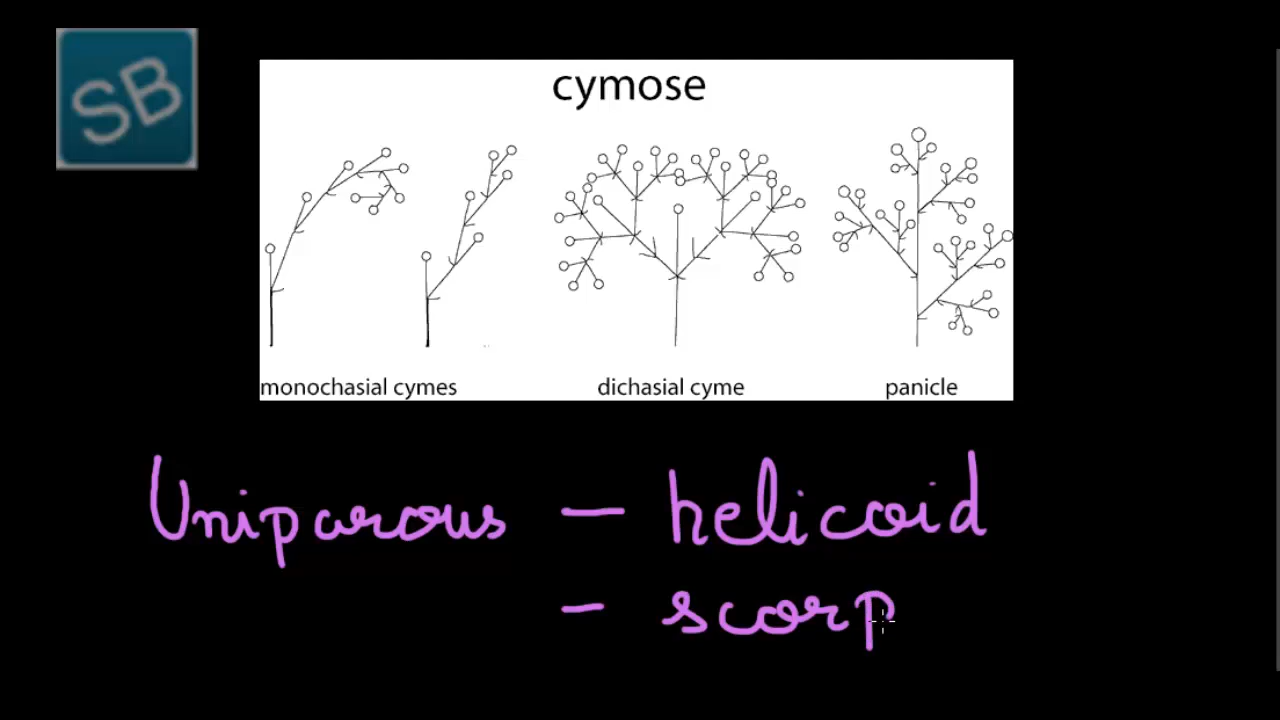 SB
cymose
monochasial cymes dichasial cyme panicle
Uniparous – helicoid
– scorp